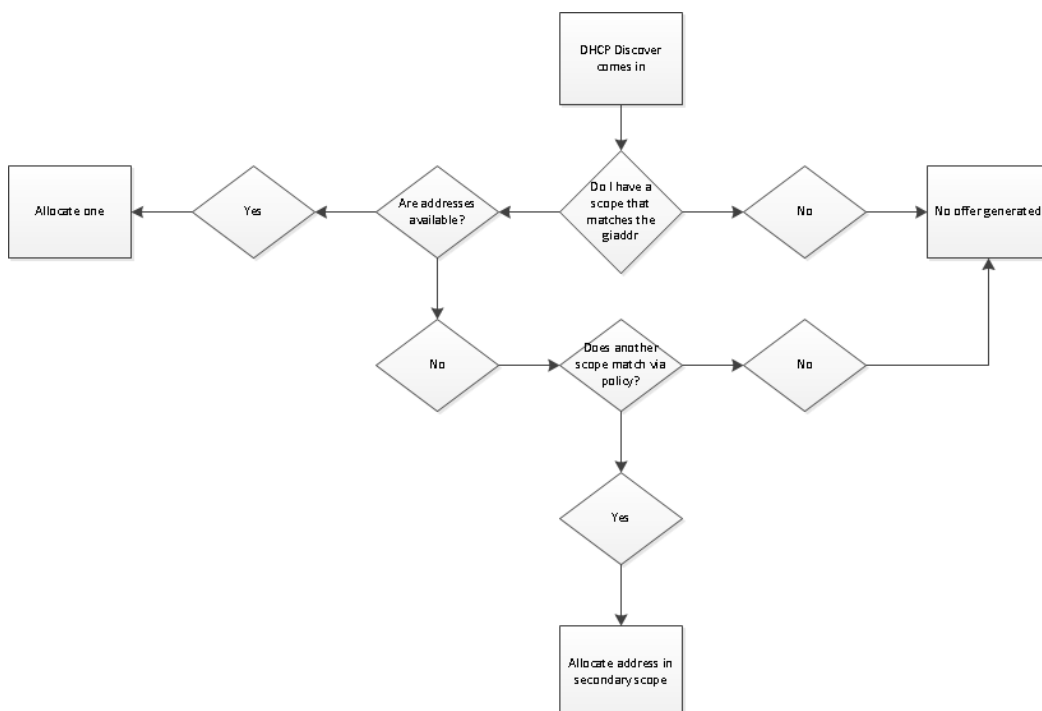 DHCP Discover
comes in
Allocate one
Yes
Are addresses
available?
Do I have a
scope that
matches the
giaddr
No
No offer generated
No
Does another
scope match via
policy?
No
Yes
Allocate address in
secondary scope